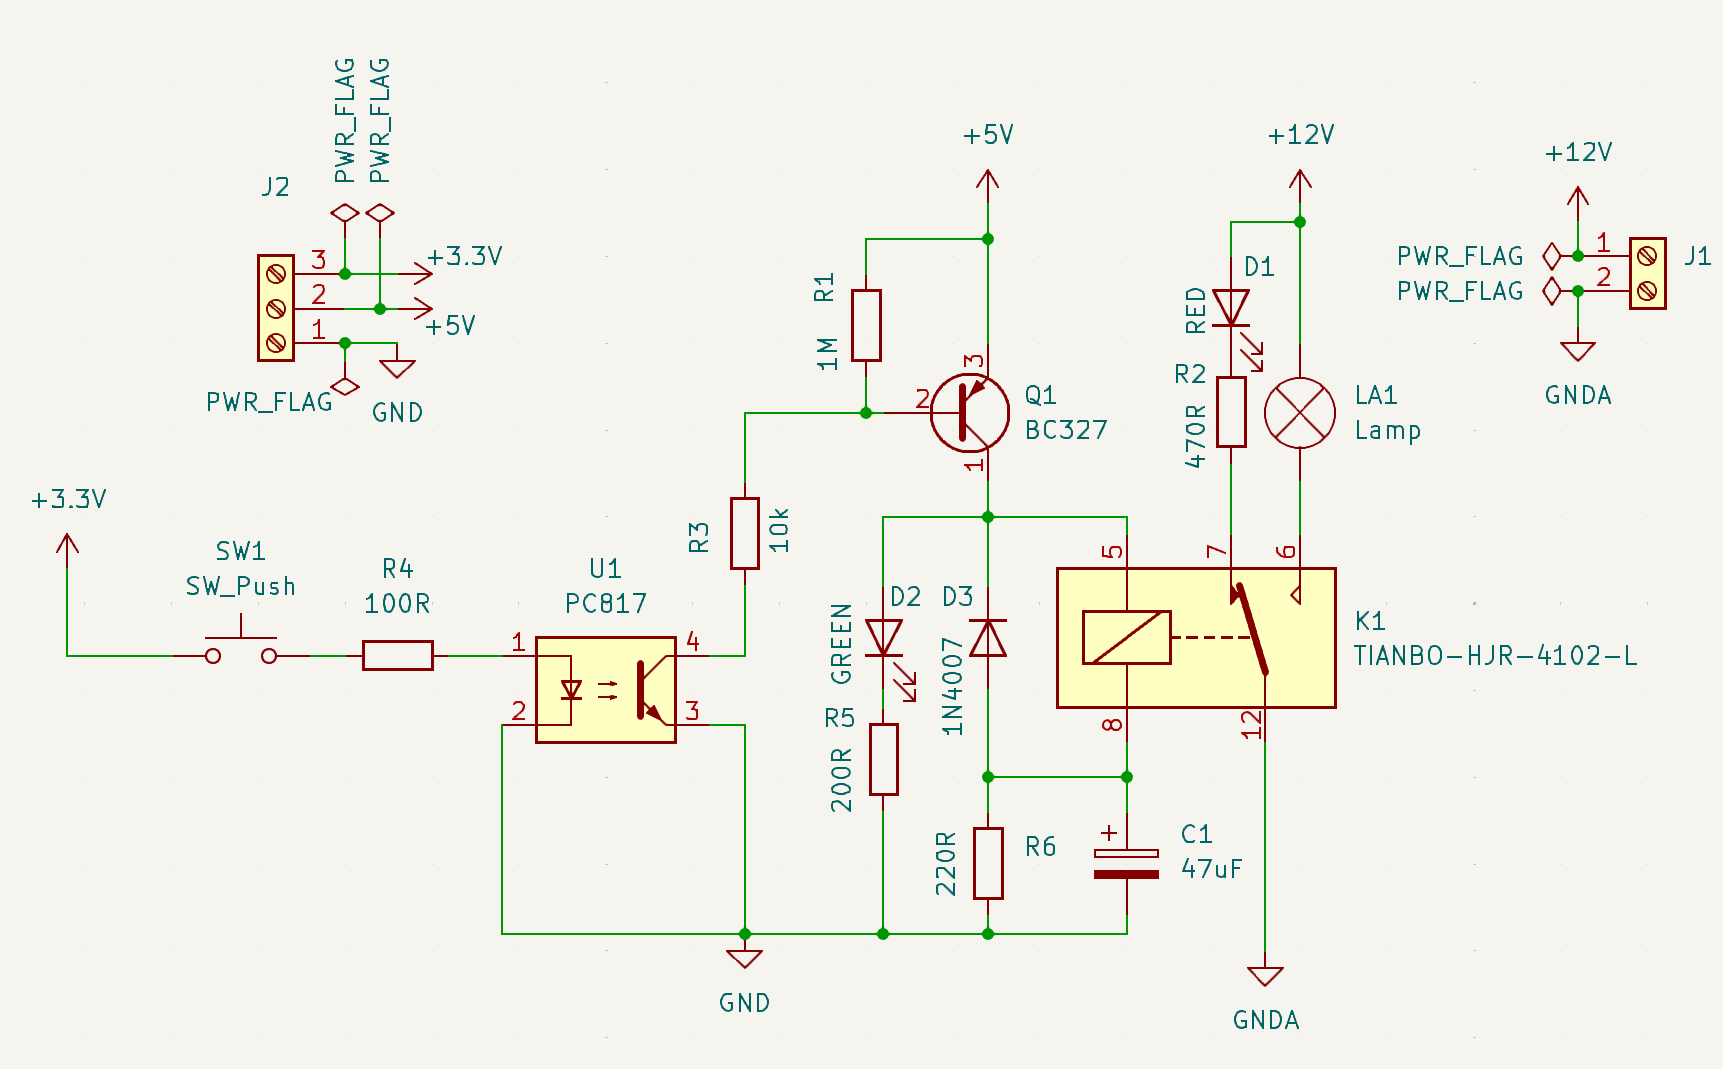 PWR_FLAG
PWR_FLAG
J2
3
+3.3V
2
+5V
1
PWR_FLAG
GND
+5V
+12V
+12V
PWR_FLAG
1
J1
PWR_FLAG
2
GNDA
R1
1M
D1
RED
R2
470R
LA1
Lamp
3
2
Q1
BC327
1
+3.3V
SW1
SW_Push
R4
100R
U1
PC817
1
2
4
3
R3
10k
5
7
6
K1
TIANBO-HJR-4102-L
8
12
D2
GREEN
D3
1N4007
R5
200R
220R
R6
+
C1
47uF
GND
GNDA